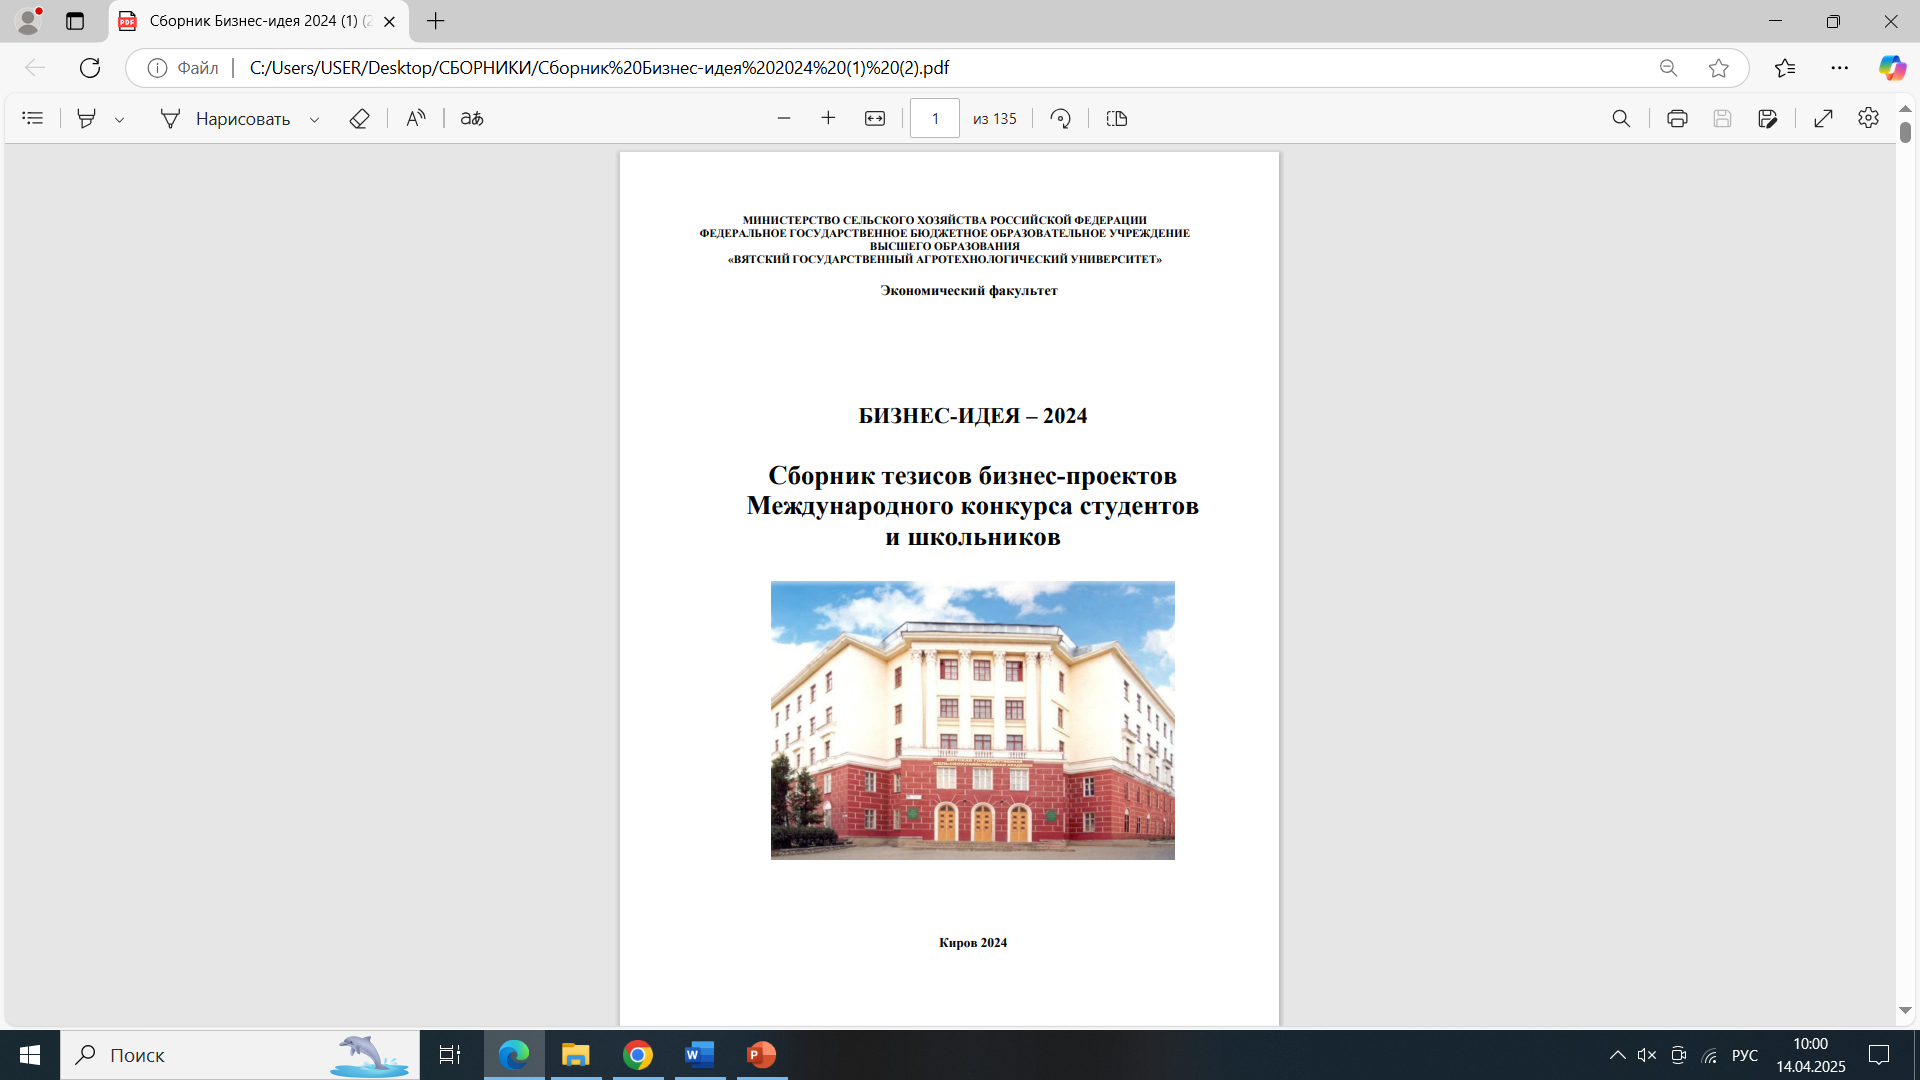 Сборник Бизнес-идея 2024 (1) (2
Файл
C:/Users/USER/Desktop/СБОРНИКИ/Сборник%20Бизнес-идея%202024%20(1)%20(2).pdf
Нарисовать
1
из 135
МИНИСТЕРСТВО СЕЛЬСКОГО ХОЗЯЙСТВА РОССИЙСКОЙ ФЕДЕРАЦИИ
ФЕДЕРАЛЬНОЕ ГОСУДАРСТВЕННОЕ БЮДЖЕТНОЕ ОБРАЗОВАТЕЛЬНОЕ УЧРЕЖДЕНИЕ
ВЫСШЕГО ОБРАЗОВАНИЯ
«ВЯТСКИЙ ГОСУДАРСТВЕННЫЙ АГРОТЕХНОЛОГИЧЕСКИЙ УНИВЕРСИТЕТ»
Экономический факультет
БИЗНЕС-ИДЕЯ – 2024
Сборник тезисов бизнес-проектов
Международного конкурса студентов
и школьников
Киров 2024
Поиск
РУС
10:00
14.04.2025